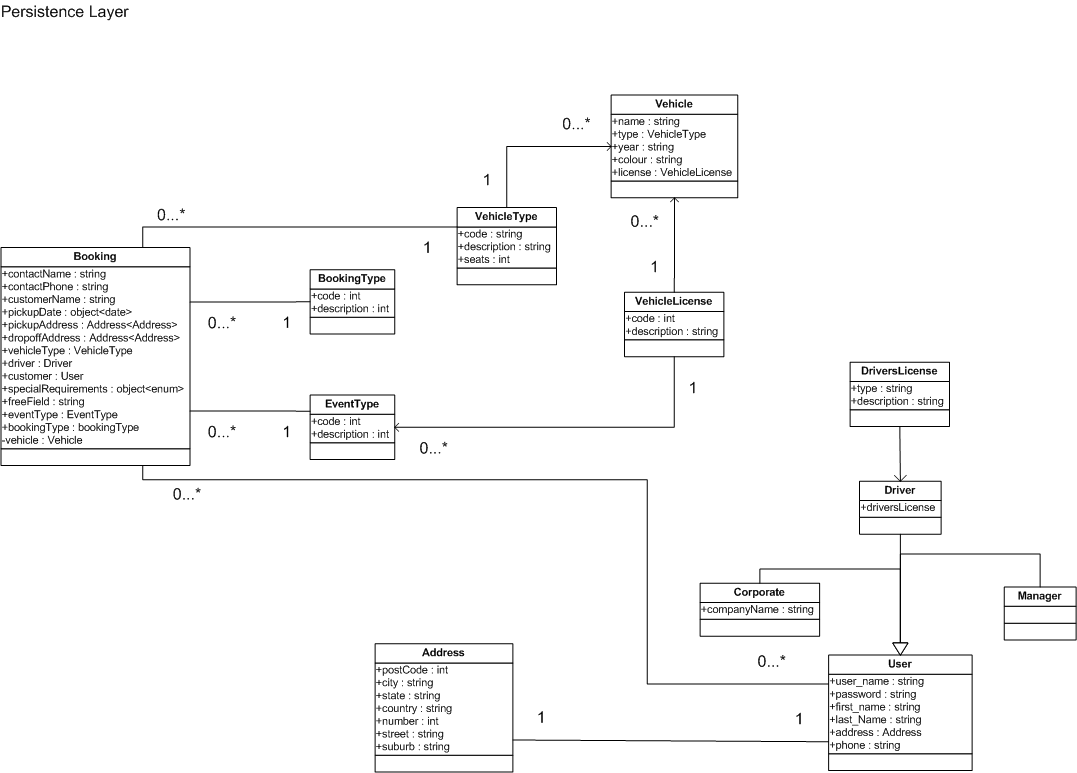 Persistence Layer
Vehicle
+name : string
+type : VehicleType
+year : string
+colour : string
+license : VehicleLicense
0...*
1
0...*
VehicleType
+code : string
+description : string
+seats : int
0...*
1
1
Booking
+contactName : string
+contactPhone : string
+customerName : string
+pickupDate : object<date>
+pickupAddress : Address<Address>
+dropoffAddress : Address<Address>
+vehicleType : VehicleType
+driver : Driver
+customer : User
+specialRequirements : object<enum>
+freeField : string
+eventType : EventType
+bookingType : bookingType
-vehicle : Vehicle
BookingType
+code : int
+description : int
0...*
1
VehicleLicense
+code : int
+description : string
1
EventType
+code : int
+description : int
0...*
1
0...*
DriversLicense
+type : string
+description : string
0...*
Driver
+driversLicense
Corporate
+companyName : string
Manager
0...*
User
+user_name : string
+password : string
+first_name : string
+last_Name : string
+address : Address
+phone : string
Address
+postCode : int
+city : string
+state : string
+country : string
+number : int
+street : string
+suburb : string
1
1